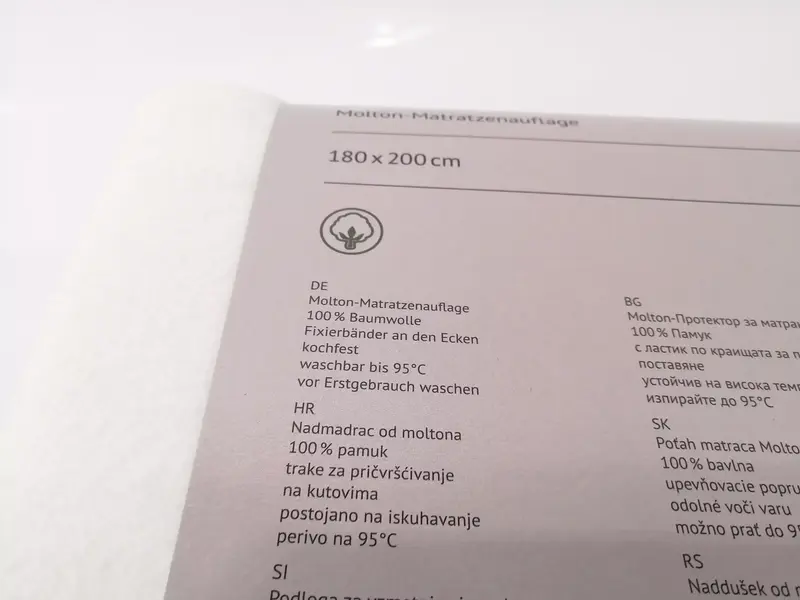 Molton-Matratzenauflage
180 x 200 cm
DE
Molton-Matratzenauflage
100 % Baumwolle
Fixierbänder an den Ecken
kochfest
waschbar bis 95°C
vor Erstgebrauch waschen
HR
Nadmadrac od moltona
100 % pamuk
trake za pričvršćivanje
na kutovima
postojano na iskuhavanje
perivo na 95°C
SI
Podloga za
BG
Molton-Протектор за
100 % Памук
с ластик по краищата за
поставяне
устойчив на висока
изпирайте до 95°C
SK
Poťah matraca
100 % bavlna
upevňovacie
odolné voči varu
možno prať do
RS
Naddušek od